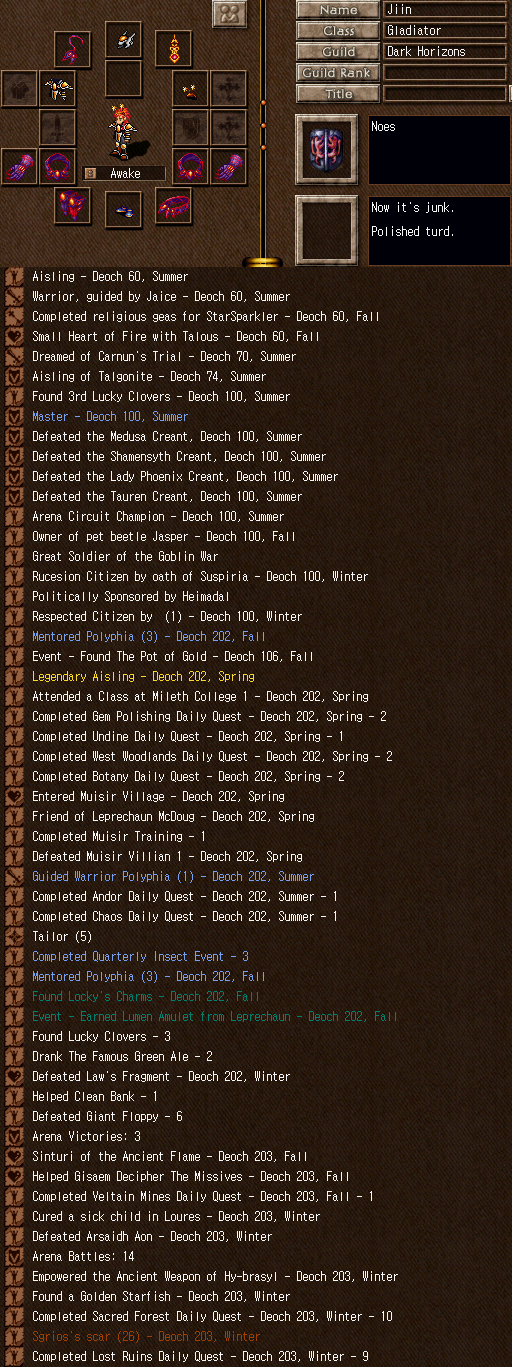 Name Jiin
Class Gladiator
Guild Dark Horizons
Guild Rank
Title
Noes
Awake
Now it's junk.
Polished turd.
Aisling - Deoch 60, Summer
Warrior, guided by Jaice - Deoch 60, Summer
Completed religious geas for StarSparkler - Deoch 60, Fall
Small Heart of Fire with Talous - Deoch 60, Fall
Dreamed of Carnun's Trial - Deoch 70, Summer
Aisling of Talgonite - Deoch 74, Summer
Found 3rd Lucky Clovers - Deoch 100, Summer
Master - Deoch 100, Summer
Defeated the Medusa Creant, Deoch 100, Summer
Defeated the Shamensyth Creant, Deoch 100, Summer
Defeated the Lady Phoenix Creant, Deoch 100, Summer
Defeated the Tauren Creant, Deoch 100, Summer
Arena Circuit Champion - Deoch 100, Summer
Owner of pet beetle Jasper - Deoch 100, Fall
Great Soldier of the Goblin War
Rucesion Citizen by oath of Suspiria - Deoch 100, Winter
Politically Sponsored by Heimadal
Respected Citizen by  (1) - Deoch 100, Winter
Mentored Polyphia (3) - Deoch 202, Fall
Event - Found The Pot of Gold - Deoch 106, Fall
Legendary Aisling - Deoch 202, Spring
Attended a Class at Mileth College 1 - Deoch 202, Spring
Completed Gem Polishing Daily Quest - Deoch 202, Spring - 2
Completed Undine Daily Quest - Deoch 202, Spring - 1
Completed West Woodlands Daily Quest - Deoch 202, Spring - 2
Completed Botany Daily Quest - Deoch 202, Spring - 2
Entered Muisir Village - Deoch 202, Spring
Friend of Leprechaun McDoug - Deoch 202, Spring
Completed Muisir Training - 1
Defeated Muisir Villian 1 - Deoch 202, Spring
Guided Warrior Polyphia (1) - Deoch 202, Summer
Completed Andor Daily Quest - Deoch 202, Summer - 1
Completed Chaos Daily Quest - Deoch 202, Summer - 1
Tailor (5)
Completed Quarterly Insect Event - 3
Mentored Polyphia (3) - Deoch 202, Fall
Found Locky's Charms - Deoch 202, Fall
Event - Earned Lumen Amulet from Leprechaun - Deoch 202, Fall
Found Lucky Clovers - 3
Drank The Famous Green Ale - 2
Defeated Law's Fragment - Deoch 202, Winter
Helped Clean Bank - 1
Defeated Giant Floppy - 6
Arena Victories: 3
Sinturi of the Ancient Flame - Deoch 203, Fall
Helped Gisaem Decipher The Missives - Deoch 203, Fall
Completed Veltain Mines Daily Quest - Deoch 203, Fall - 1
Cured a sick child in Loures - Deoch 203, Winter
Defeated Arsaidh Aon - Deoch 203, Winter
Arena Battles: 14
Empowered the Ancient Weapon of Hy-brasyl - Deoch 203, Winter
Found a Golden Starfish - Deoch 203, Winter
Completed Sacred Forest Daily Quest - Deoch 203, Winter - 10
Sgrios's scar (26) - Deoch 203, Winter
Completed Lost Ruins Daily Quest - Deoch 203, Winter - 9